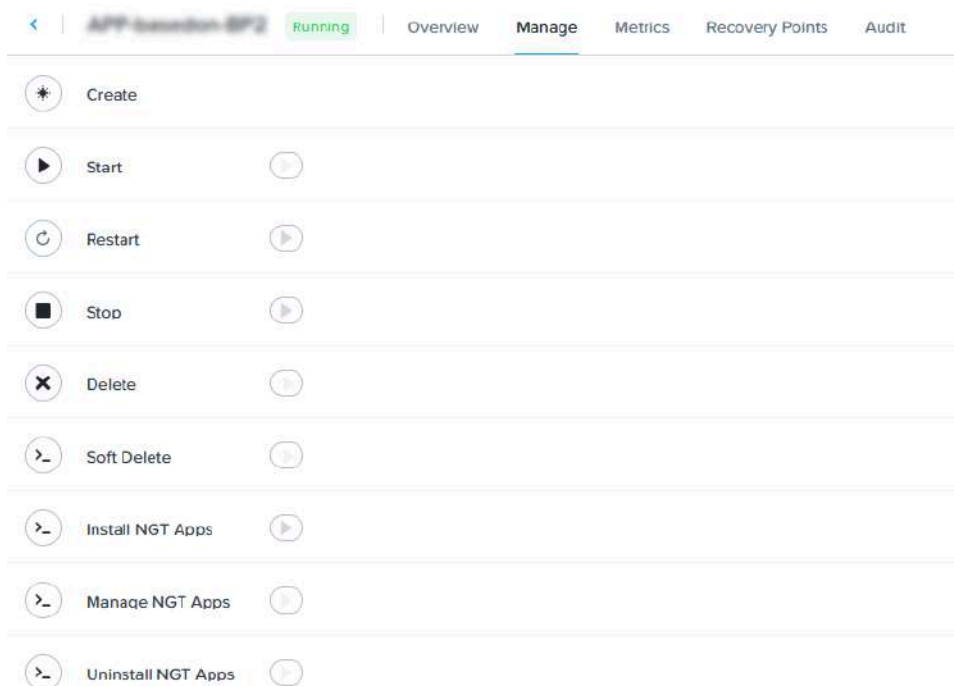 Running Overview Manage Metrics Recovery Points Audit
Create
Start
Restart
Stop
Delete
Soft Delete
Install NGT Apps
Manage NGT Apps
Uninstall NGT Apps